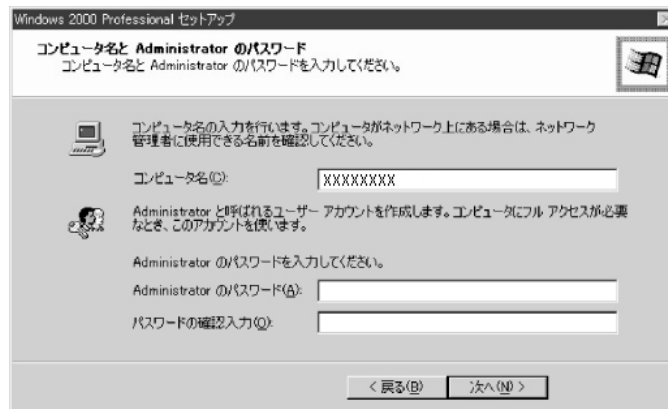 Windows 2000 Professional セットアップ
コンピュータ名と Administrator のパスワード
コンピュータ名と Administrator のパスワードを入力してください。
コンピュータ名の入力を行います。コンピュータがネットワーク上にある場合は、ネットワーク
管理者に使用できる名前を確認してください。
コンピュータ名(C):
XXXXXXXX
Administrator と呼ばれるユーザー アカウントを作成します。コンピュータにフル アクセスが必要
なとき、このアカウントを使います。
Administrator のパスワードを入力してください。
Administrator のパスワード(A):
パスワードの確認入力(O):
< 戻る(B)
次へ(N) >